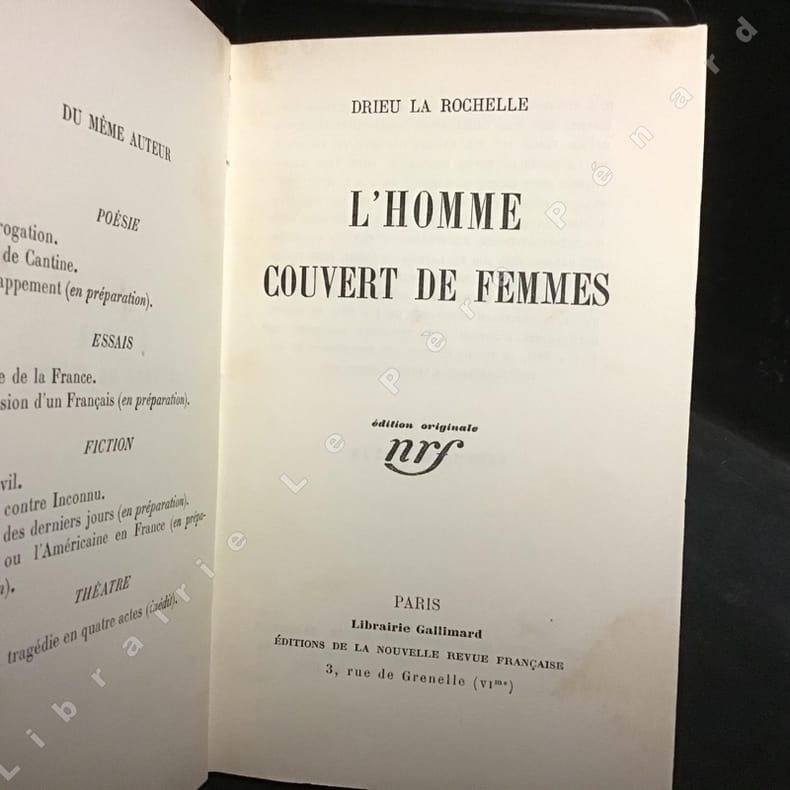 DU MÊME AUTEUR
POÉSIE
rogation.
de Cantine.
appement (en préparation).
ESSAIS
e de la France.
sion d'un Français (en préparation).
FICTION
vil.
contre Inconnu.
des derniers jours (en préparation).
ou l'Américaine en France (en prépa-
n).
THÉATRE
tragédie en quatre actes (inédit).
DRIEU LA ROCHELLE
L'HOMME
COUVERT DE FEMMES
édition originale
nrf
PARIS
Librairie Gallimard
ÉDITIONS DE LA NOUVELLE REVUE FRANÇAISE
3, rue de Grenelle (VIme)
Librairie Le Père Pénard